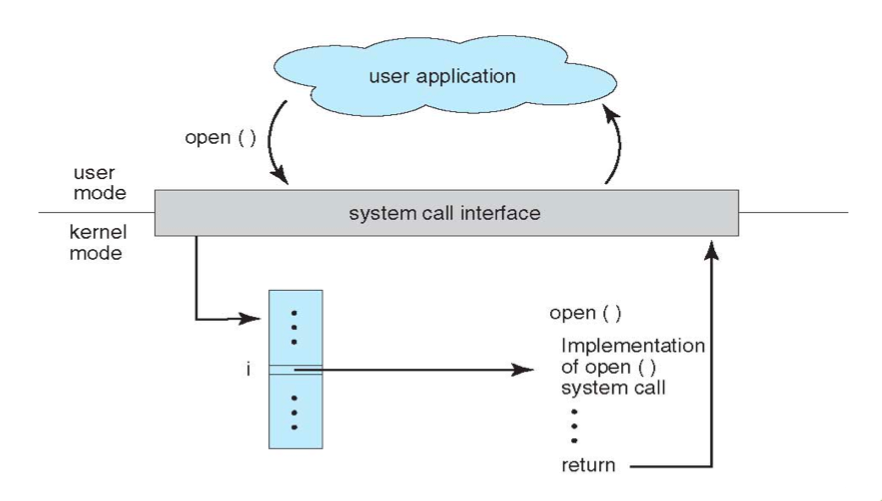 user application
open ( )
user
mode
system call interface
kernel
mode
open ( )
Implementation
of open ( )
system call
i
return